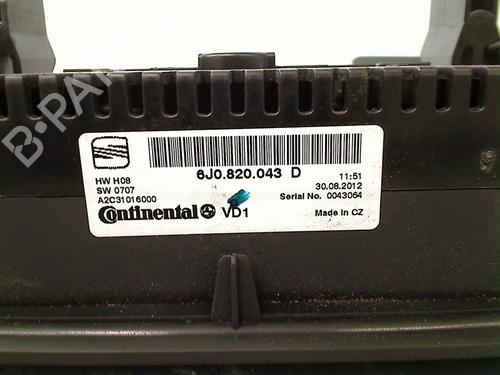 B-PARTS
6J0.820.043 D
HW H08
SW 0707
A2C31016000
11:51
30.08.2012
Serial No. 0043064
Continental VD1
Made in CZ